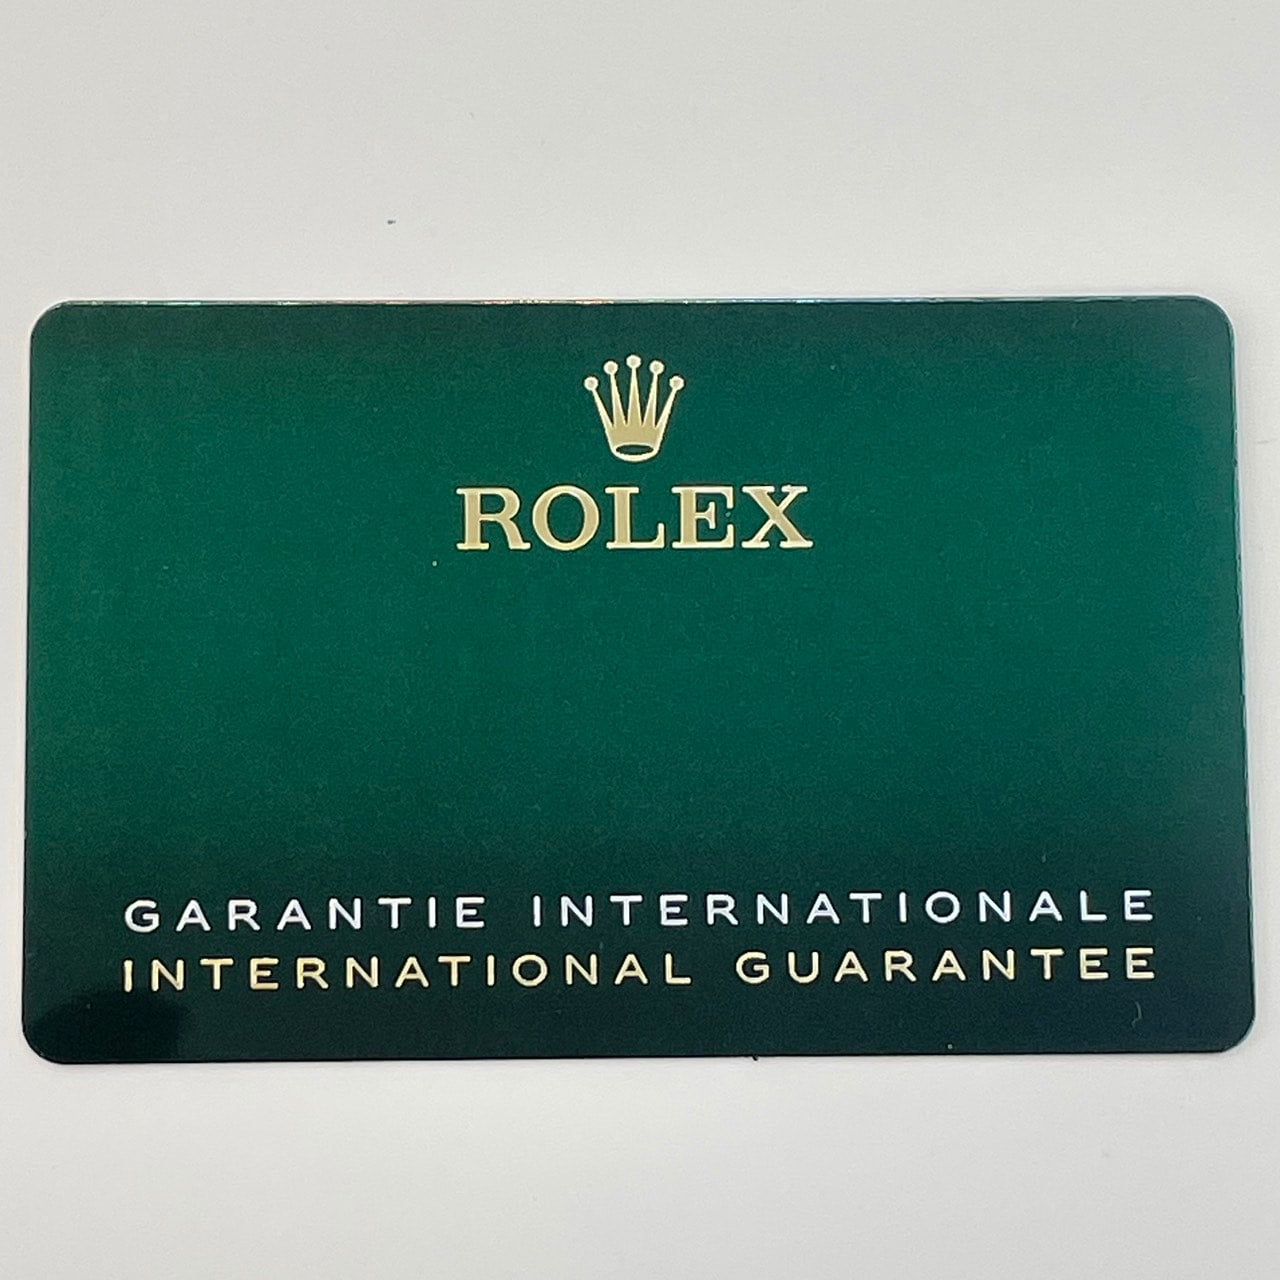 ROLEX
GARANTIE INTERNATIONALE
INTERNATIONAL GUARANTEE